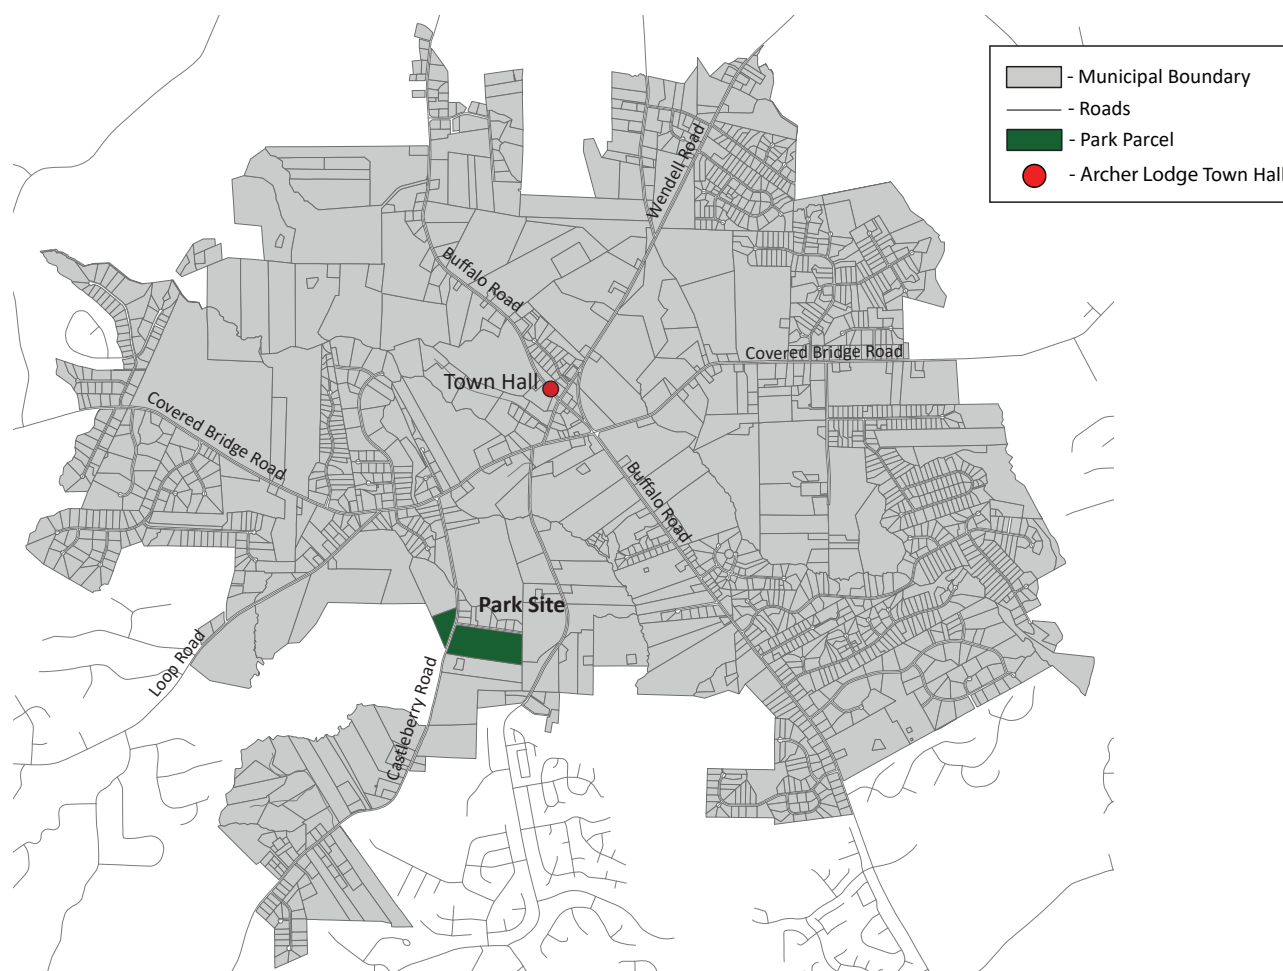 - Municipal Boundary
- Roads
- Park Parcel
- Archer Lodge Town Hall
Wendell Road
Buffalo Road
Covered Bridge Road
Town Hall
Covered Bridge Road
Buffalo Road
Park Site
Loop Road
Castleberry Road